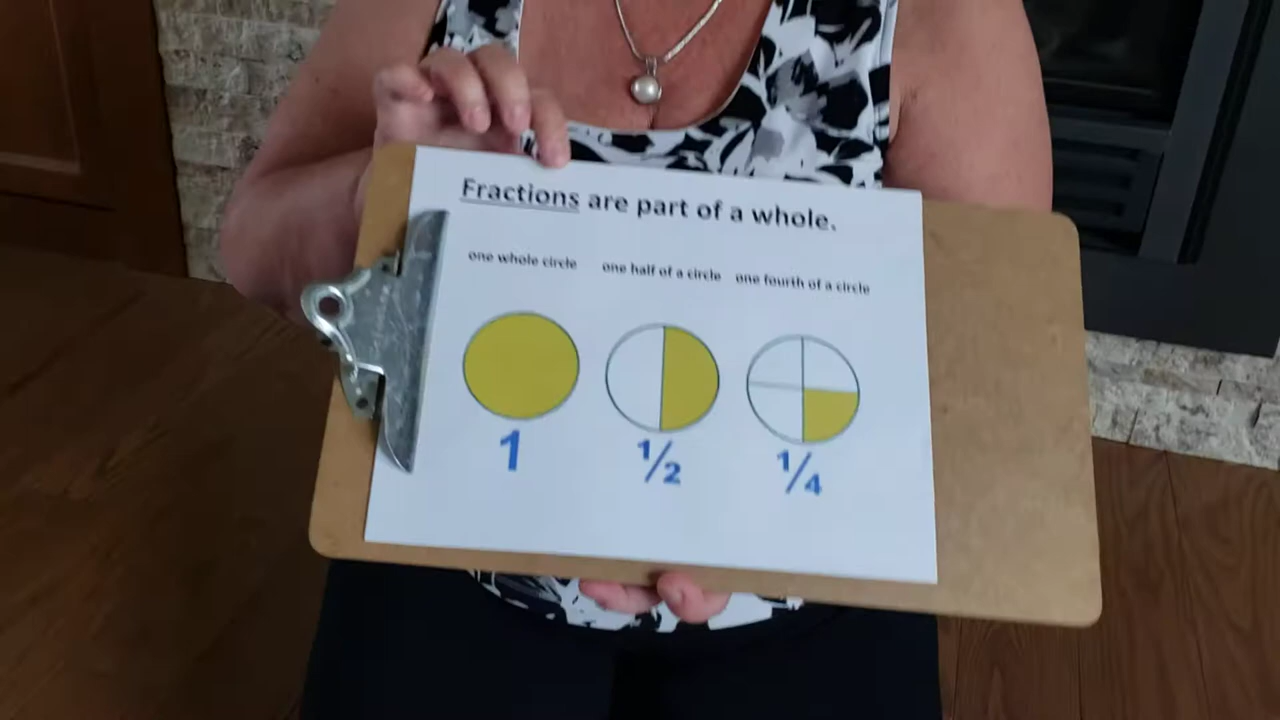 Fractions are part of a whole.
one whole circle one half of a circle one fourth of a circle
1 1/2 1/4